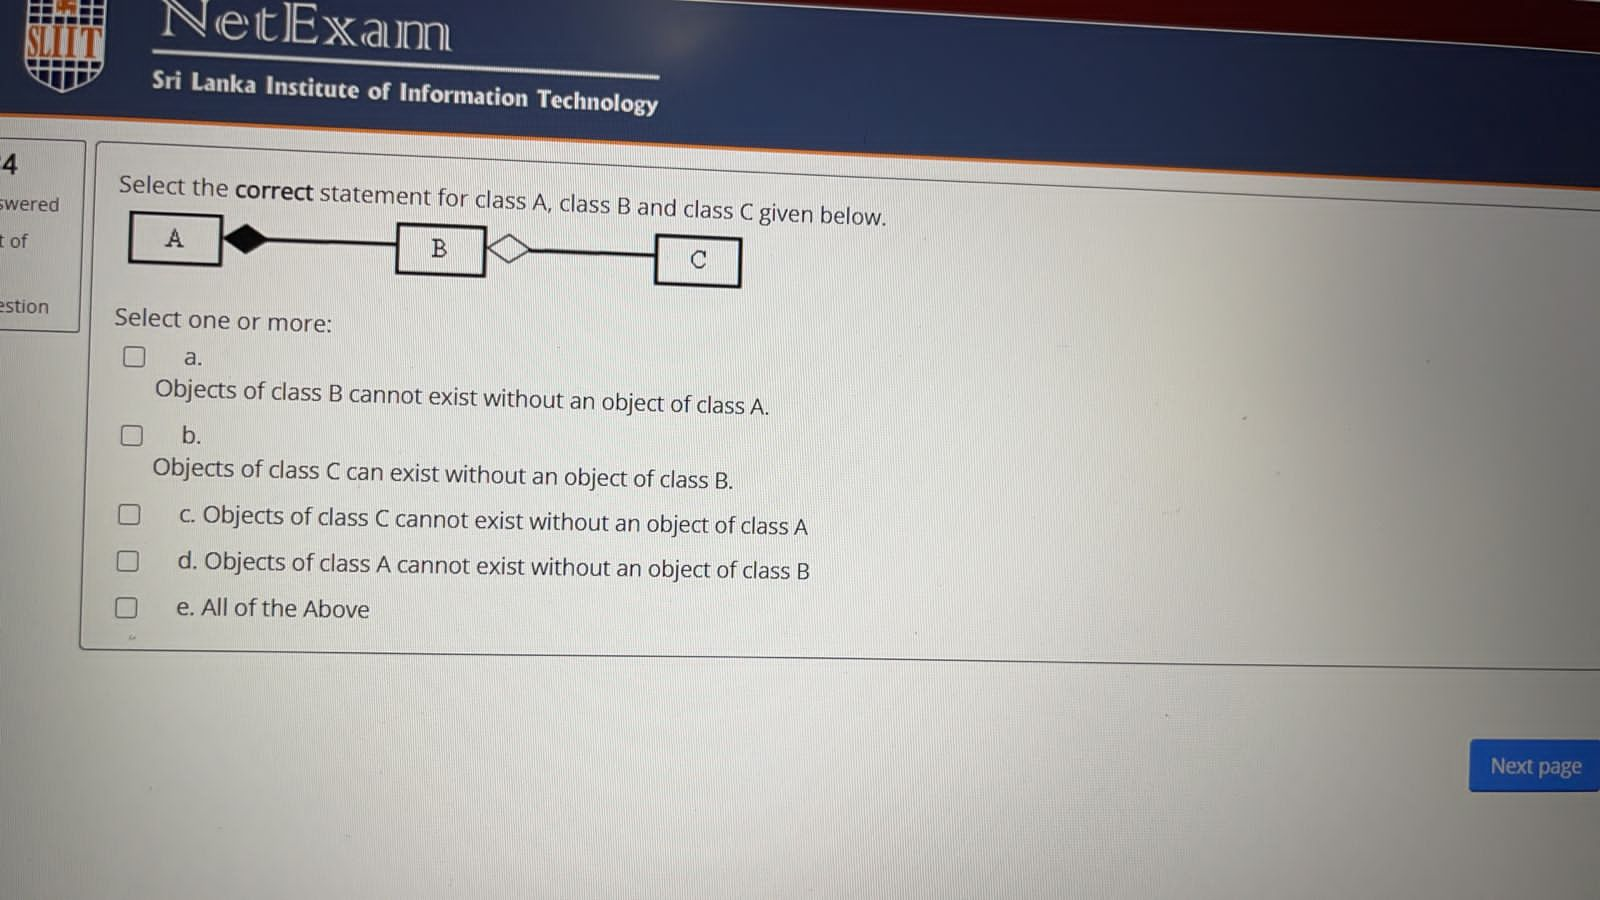 SLIIT
NetExam
Sri Lanka Institute of Information Technology
4
swered
t of
estion
Select the correct statement for class A, class B and class C given below.
A
B
C
Select one or more:
a.
Objects of class B cannot exist without an object of class A.
b.
Objects of class C can exist without an object of class B.
c. Objects of class C cannot exist without an object of class A
d. Objects of class A cannot exist without an object of class B
e. All of the Above
Next page